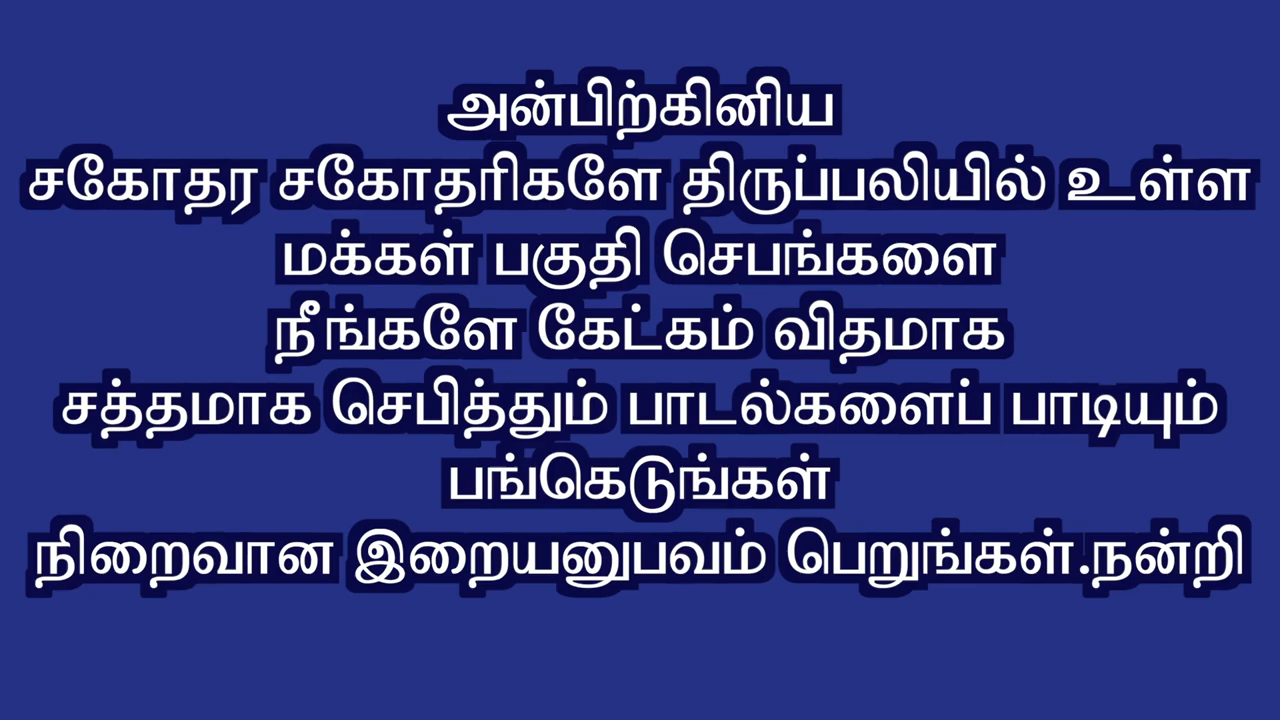 அன்பிற்கினிய
சகோதர சகோதரிகளே திருப்பலியில் உள்ள
மக்கள் பகுதி செபங்களை
நீங்களே கேட்கம் விதமாக
சத்தமாக செபித்தும் பாடல்களைப் பாடியும்
பங்கெடுங்கள்
நிறைவான இறையனுபவம் பெறுங்கள்.நன்றி